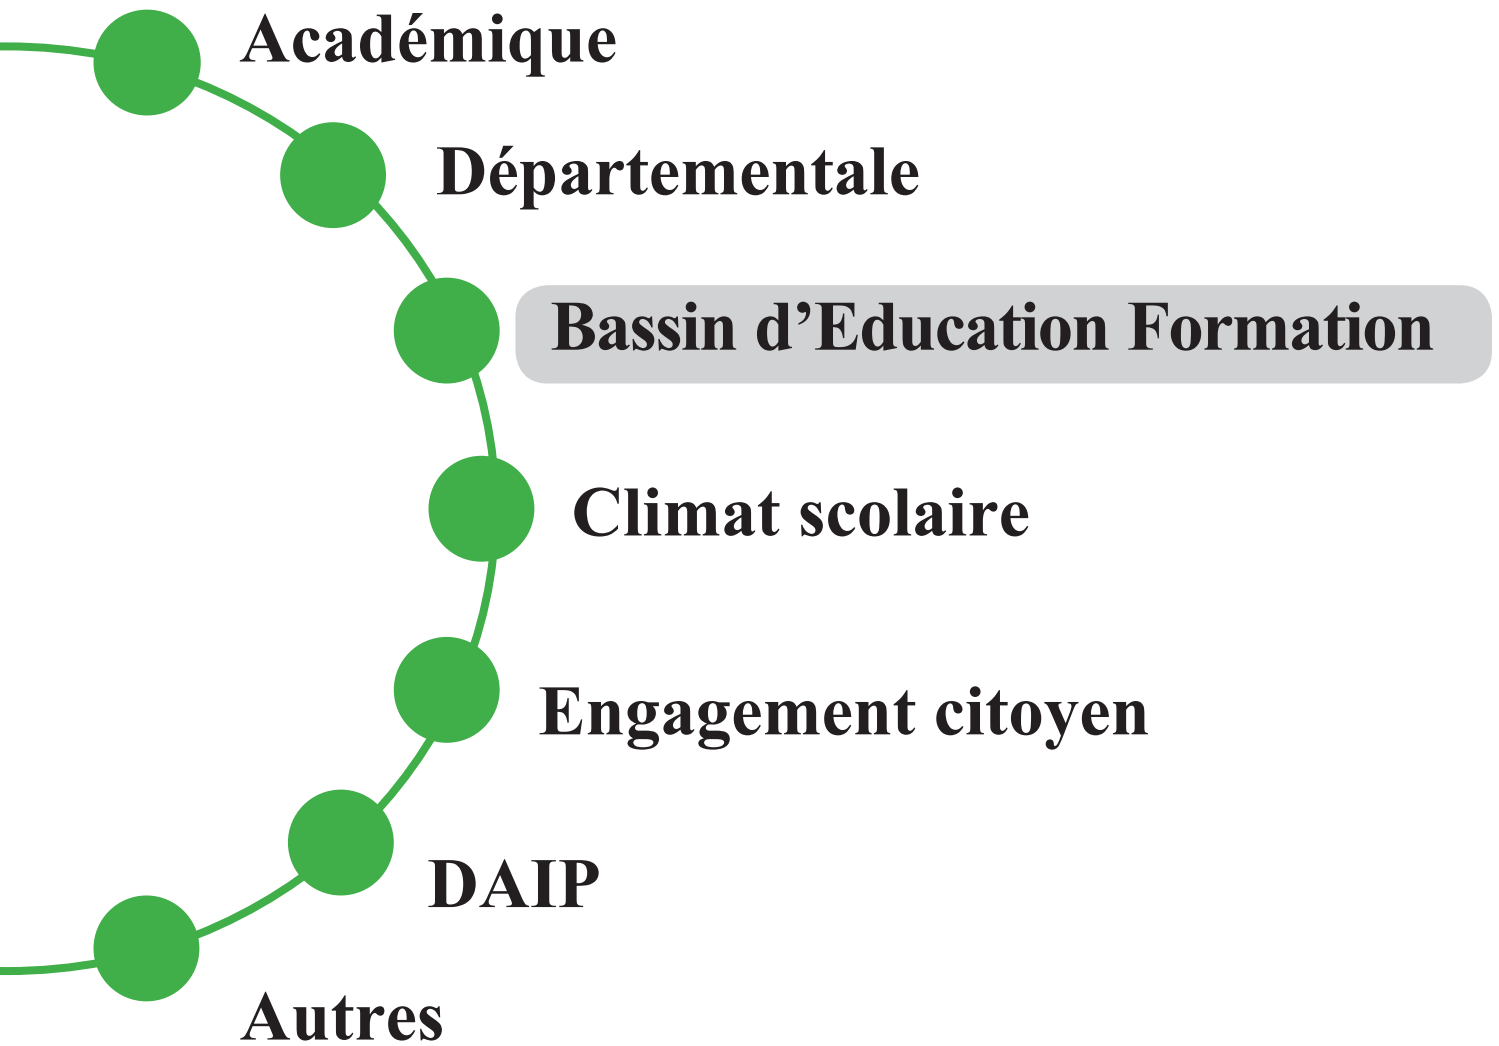 Académique
Départementale
Bassin d’Education Formation
Climat scolaire
Engagement citoyen
DAIP
Autres